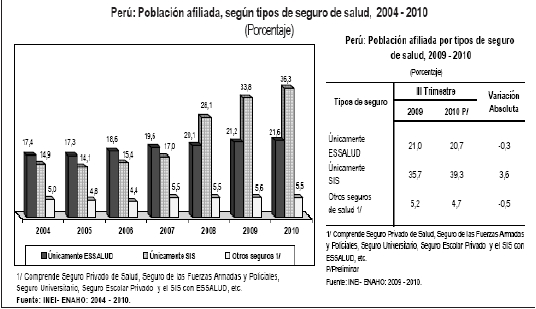 Perú: Población afiliada, según tipos de seguro de salud, 2004 - 2010
(Porcentaje)
17,4
14,9
5,0
17,3
14,1
4,8
18,6
15,4
4,4
19,5
17,0
5,5
20,1
28,1
5,5
21,2
33,8
5,6
21,6
36,3
5,5
2004 2005 2006 2007 2008 2009 2010
Únicamente ESSALUD Únicamente SIS Otro seguros 1/
1/ Comprende Seguro Privado de Salud, Seguro de las Fuerzas Armadas y Policiales,
Seguro Universitario, Seguro Escolar Privado y el SIS con ESSALUD, etc.
Fuente: INEI- ENAHO: 2004 - 2010.
Perú: Población afiliada por tipos de seguro
de salud, 2009 - 2010
(Porcentaje)
Tipos de seguro III Trimestre Variación Absoluta
2009 2010 P/
Únicamente
ESSALUD 21,0 20,7 -0,3
Únicamente
SIS 35,7 39,3 3,6
Otros seguros
de salud 1/ 5,2 4,7 -0,5
1/ Comprende Seguro Privado de Salud, Seguro de las Fuerzas Armadas
y Policiales, Seguro Universitario, Seguro Escolar Privado y el SIS con
ESSALUD, etc.
P/Preliminar
Fuente: INEI- ENAHO: 2009 - 2010.